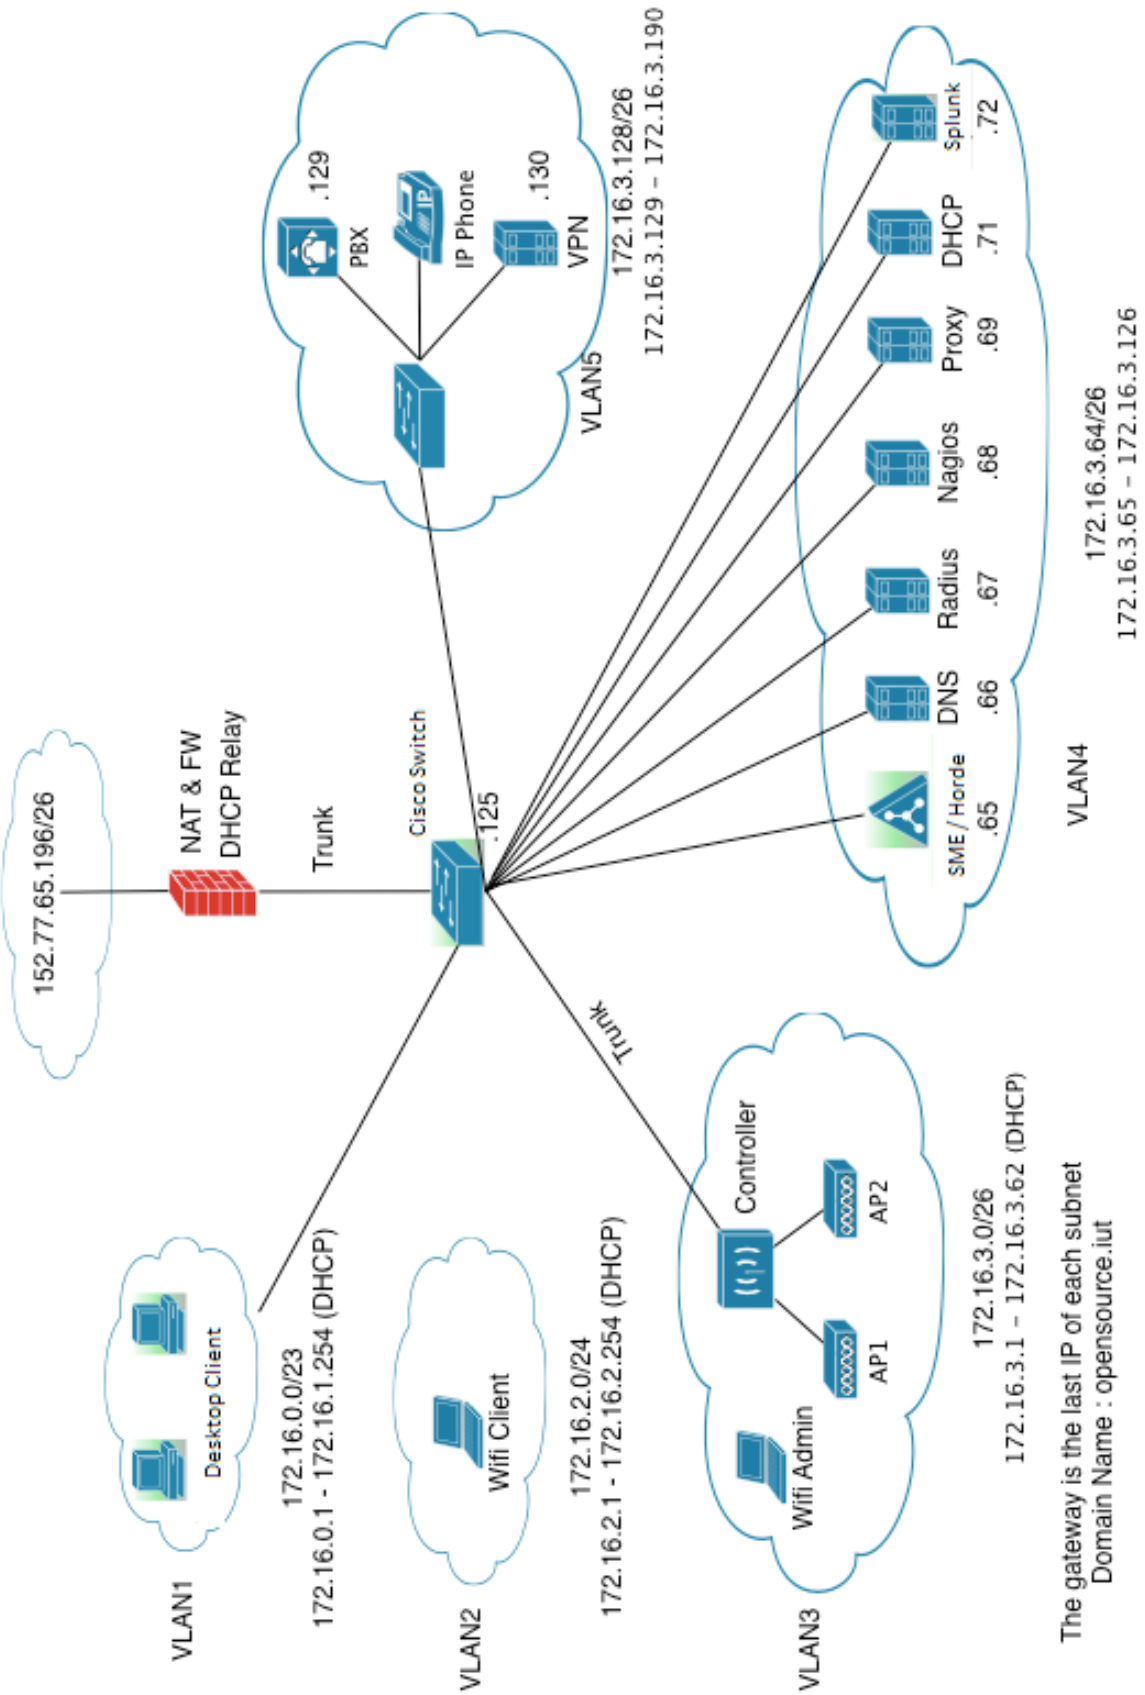 152.77.65.196/26
NAT & FW
DHCP Relay
Trunk
Cisco Switch
.125
VLAN1
Desktop Client
172.16.0.0/23
172.16.0.1 - 172.16.1.254 (DHCP)
VLAN2
Wifi Client
172.16.2.0/24
172.16.2.1 - 172.16.2.254 (DHCP)
VLAN3
Wifi Admin
Controller
AP1
AP2
Trunk
172.16.3.0/26
172.16.3.1 – 172.16.3.62 (DHCP)
PBX
.129
IP
IP Phone
VPN
.130
VLAN5
172.16.3.128/26
172.16.3.129 – 172.16.3.190
SME / Horde
.65
DNS
.66
Radius
.67
Nagios
.68
Proxy
.69
DHCP
.71
Splunk
.72
VLAN4
172.16.3.64/26
172.16.3.65 – 172.16.3.126
The gateway is the last IP of each subnet
Domain Name : opensource.iut